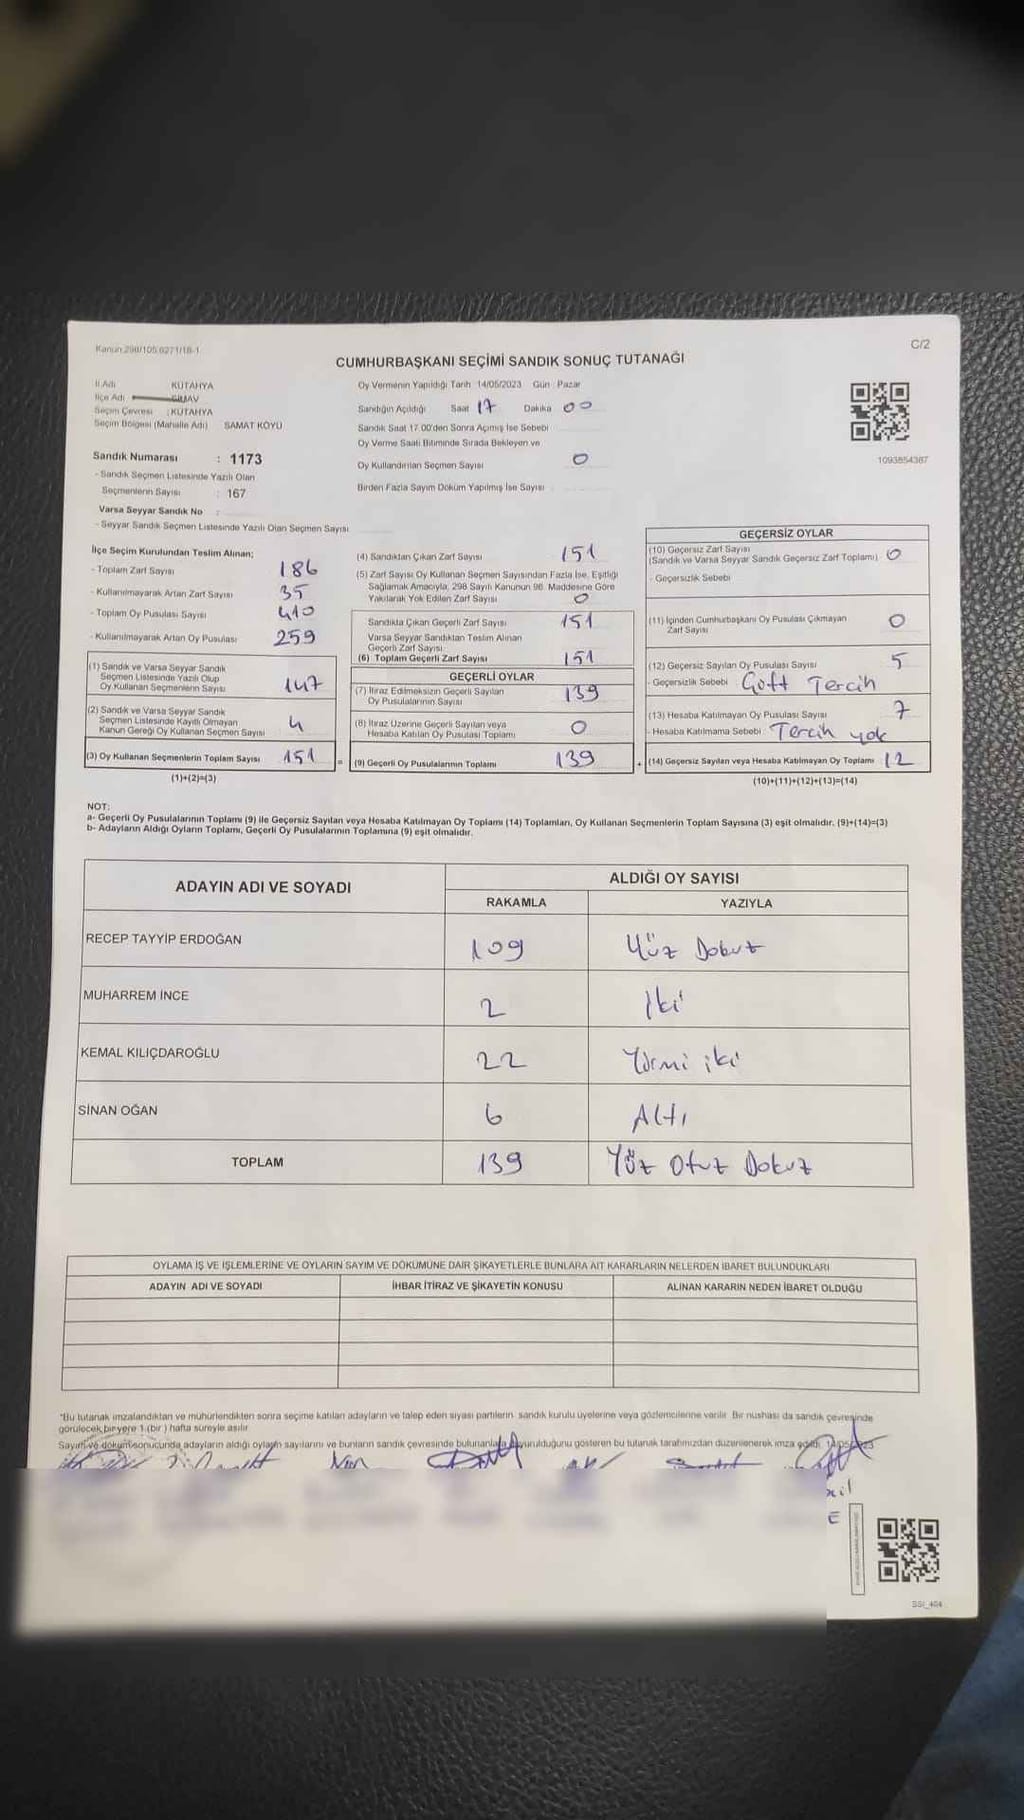 Kanun:298/105,6271/18-1
C/2
CUMHURBAŞKANI SEÇİMİ SANDIK SONUÇ TUTANAĞI
İl Adı KÜTAHYA
İlçe Adı SİMAV
Seçim Çevresi :KÜTAHYA
Seçim Bölgesi (Mahalle Adı) SAMAT KÖYÜ
Sandık Numarası : 1173
- Sandık Seçmen Listesinde Yazılı Olan
Seçmenlerin Sayısı : 167
Varsa Seyyar Sandık No :
- Seyyar Sandık Seçmen Listesinde Yazılı Olan Seçmen Sayısı
Oy Vermenin Yapıldığı Tarih 14/05/2023 Gün Pazar
Sandığın Açıldığı Saat 17 Dakika 00
Sandık Saat 17.00'den Sonra Açımış İse Sebebi
Oy Verme Saati Bitiminde Sırada Bekleyen ve
Oy Kullandırılan Seçmen Sayısı 0
Birden Fazla Sayım Döküm Yapılmış İse Sayısı
1093854387
İlçe Seçim Kurulundan Teslim Alınan;
- Toplam Zarf Sayısı 186
- Kullanılmayarak Artan Zarf Sayısı 35
- Toplam Oy Pusulası Sayısı 410
- Kullanılmayarak Artan Oy Pusulası 259
(1) Sandık ve Varsa Seyyar Sandık
Seçmen Listesinde Yazılı Olup
Oy Kullanan Seçmenlerin Sayısı 147
(2) Sandık ve Varsa Seyyar Sandık
Seçmen Listesinde Kayıtlı Olmayan
Kanun Gereği Oy Kullanan Seçmen Sayısı 4
(3) Oy Kullanan Seçmenlerin Toplam Sayısı 151
(1)+(2)=(3)
(4) Sandıktan Çıkan Zarf Sayısı 151
(5) Zarf Sayısı Oy Kullanan Seçmen Sayısından Fazla İse, Eşitliği
Sağlamak Amacıyla, 298 Sayılı Kanunun 98. Maddesine Göre
Yakılarak Yok Edilen Zarf Sayısı 0
Sandıkta Çıkan Geçerli Zarf Sayısı 151
Varsa Seyyar Sandıktan Teslim Alınan
Geçerli Zarf Sayısı
(6) Toplam Geçerli Zarf Sayısı 151
GEÇERLİ OYLAR
(7) İtiraz Edilmeksizin Geçerli Sayılan
Oy Pusulalarının Sayısı 139
(8) İtiraz Üzerine Geçerli Sayılan veya
Hesaba Katılan Oy Pusulası Toplamı 0
= (9) Geçerli Oy Pusulalarının Toplamı 139
GEÇERSİZ OYLAR
(10) Geçersiz Zarf Sayısı
(Sandık ve Varsa Seyyar Sandık Geçersiz Zarf Toplamı) 0
- Geçersizlik Sebebi
(11) İçinden Cumhurbaşkanı Oy Pusulası Çıkmayan
Zarf Sayısı 0
(12) Geçersiz Sayılan Oy Pusulası Sayısı 5
- Geçersizlik Sebebi Çift Tercih
(13) Hesaba Katılmayan Oy Pusulası Sayısı 7
- Hesaba Katılmama Sebebi: Tercih yok
+ (14) Geçersiz Sayılan veya Hesaba Katılmayan Oy Toplamı 12
(10)+(11)+(12)+(13)=(14)
NOT:
a- Geçerli Oy Pusulalarının Toplamı (9) ile Geçersiz Sayılan veya Hesaba Katılmayan Oy Toplamı (14) Toplamları, Oy Kullanan Seçmenlerin Toplam Sayısına (3) eşit olmalıdır. (9)+(14)=(3)
b- Adayların Aldığı Oyların Toplamı, Geçerli Oy Pusulalarının Toplamına (9) eşit olmalıdır.
ADAYIN ADI VE SOYADI
ALDIĞI OY SAYISI
RAKAMLA YAZIYLA
RECEP TAYYİP ERDOĞAN 109 Yüz Dokuz
MUHARREM İNCE 2 İki
KEMAL KILIÇDAROĞLU 22 Yirmi iki
SİNAN OĞAN 6 Altı
TOPLAM 139 Yüz Otuz Dokuz
OYLAMA İŞ VE İŞLEMLERİNE VE OYLARIN SAYIM VE DÖKÜMÜNE DAİR ŞİKAYETLERLE BUNLARA AİT KARARLARIN NELERDEN İBARET BULUNDUKLARI
ADAYIN ADI VE SOYADI İHBAR İTİRAZ VE ŞİKAYETİN KONUSU ALINAN KARARIN NEDEN İBARET OLDUĞU
*Bu tutanak imzalandıktan ve mühürlendikten sonra seçime katılan adayların ve talep eden siyasi partilerin sandık kurulu üyelerine veya gözlemcilerine verilir. Bir nüshası da sandık çevresinde
görülecek bir yere 1 (bir) hafta süreyle asılır.
Sayım ve döküm sonucunda adayların aldığı oyların sayılarını ve bunların sandık çevresinde bulunanlara duyurulduğunu gösteren bu tutanak tarafımızdan düzenlenerek imza edildi. 14/05/2023
SSİ_404